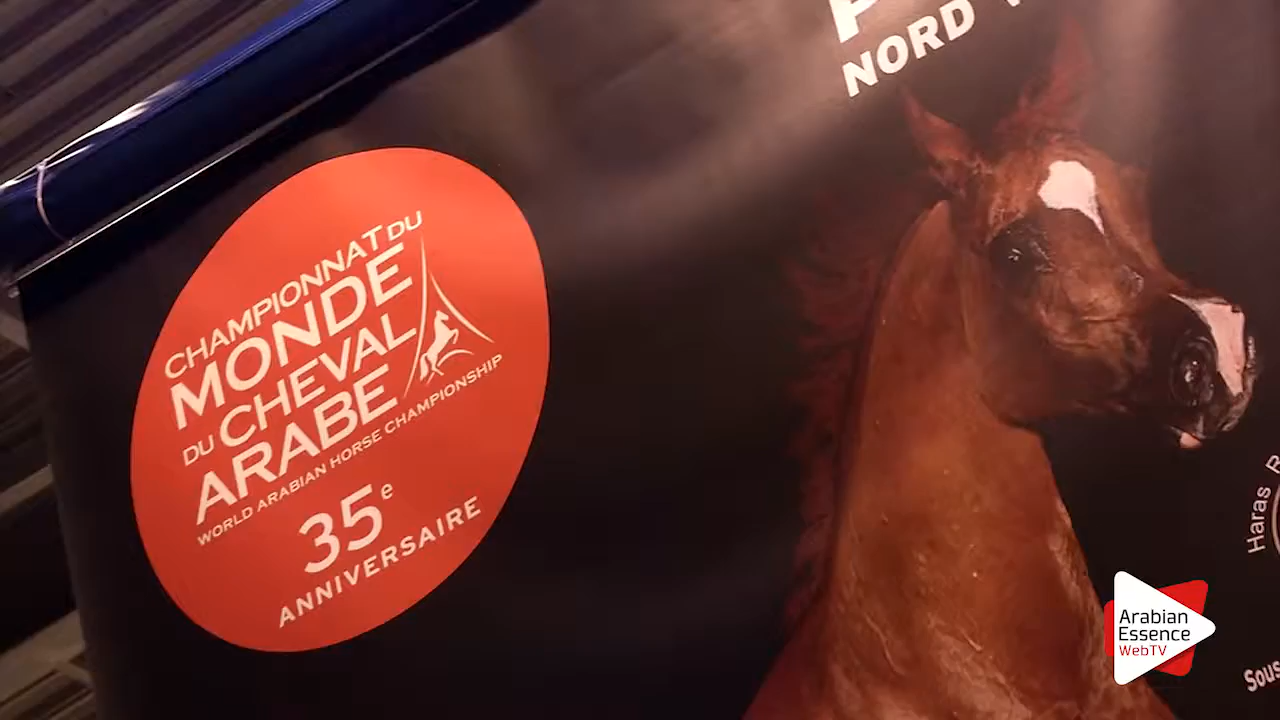 NORD
CHAMPIONNAT DU
MONDE
DU CHEVAL
ARABE
WORLD ARABIAN HORSE CHAMPIONSHIP
35e
ANNIVERSAIRE
Haras
Arabian
Essence
WebTV